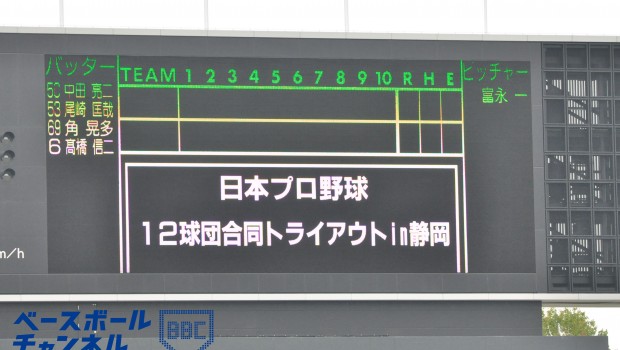 バッター
50 中田 亮二
53 尾崎 匡哉
69 角 晃多
6 高橋 信二
TEAM 1 2 3 4 5 6 7 8 9 10 R H E
ピッチャー
富永 一
日本プロ野球
12球団合同トライアウトin静岡
m/h
ベースボール
チャンネル
BBC